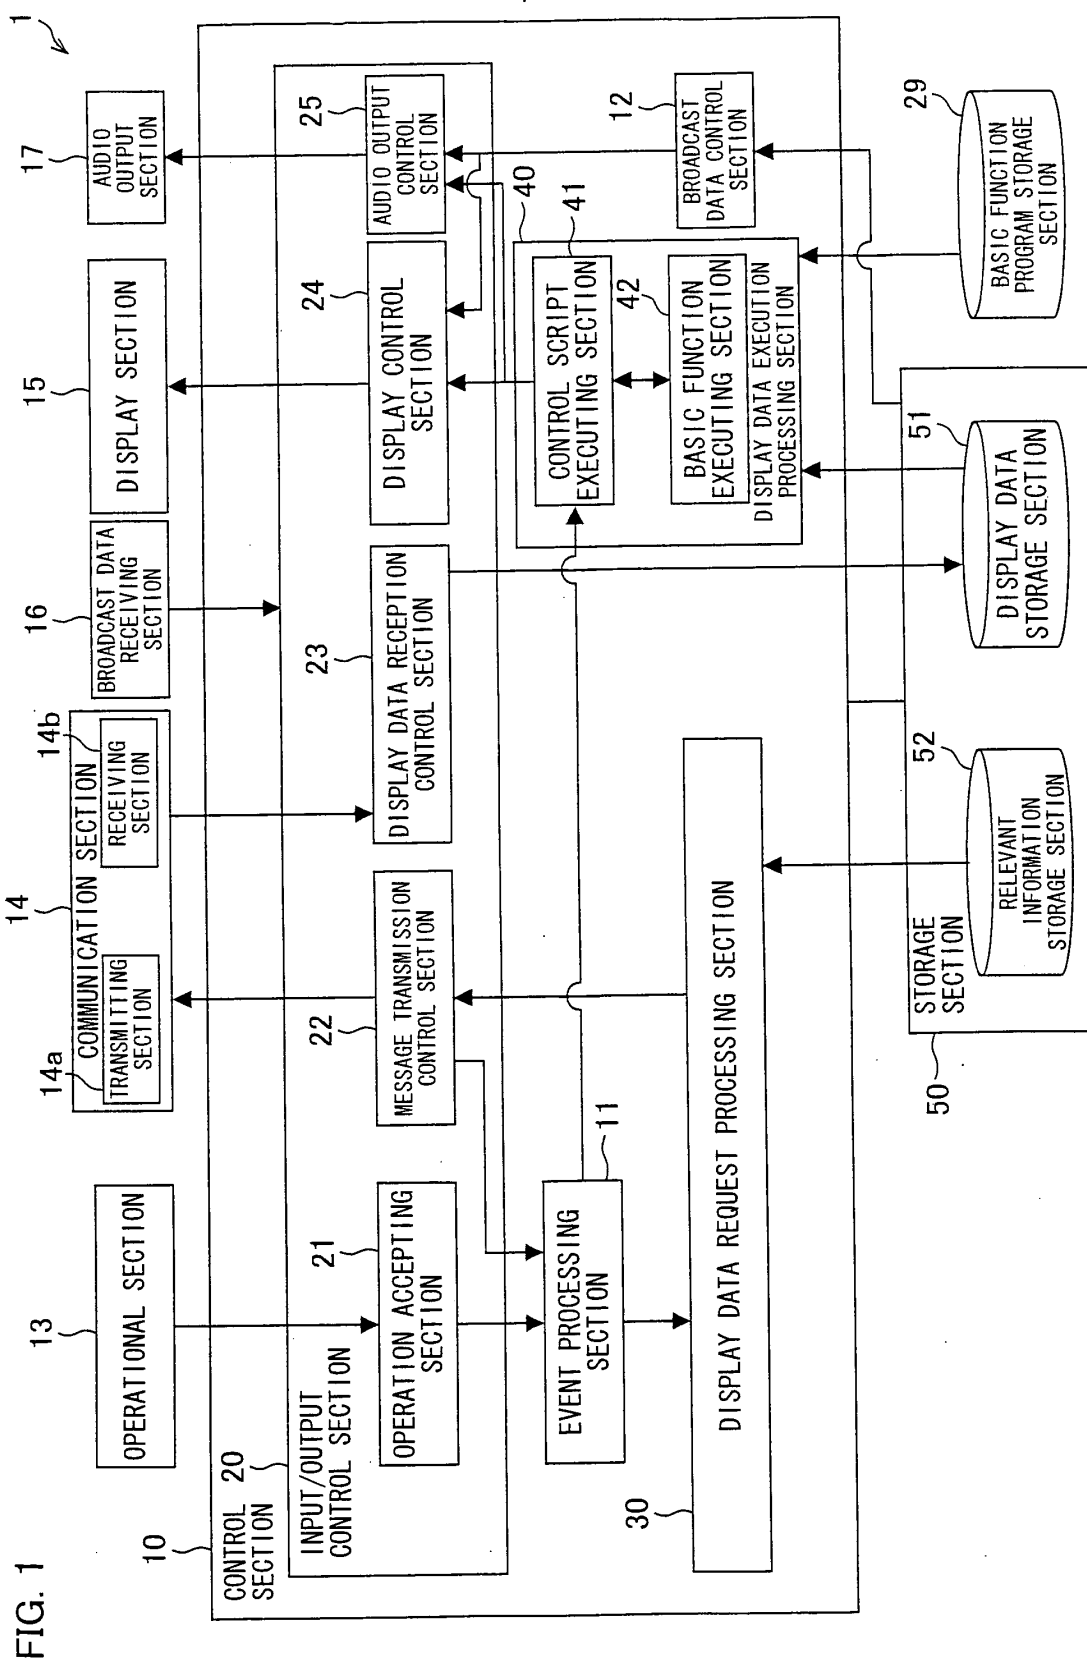 FIG. 1
1
10
CONTROL
SECTION
13
OPERATIONAL SECTION
14
COMMUNICATION SECTION
14a
TRANSMITTING
SECTION
14b
RECEIVING
SECTION
16
BROADCAST DATA
RECEIVING
SECTION
15
DISPLAY SECTION
17
AUDIO
OUTPUT
SECTION
20
INPUT/OUTPUT
CONTROL SECTION
21
OPERATION ACCEPTING
SECTION
22
MESSAGE TRANSMISSION
CONTROL SECTION
23
DISPLAY DATA RECEPTION
CONTROL SECTION
24
DISPLAY CONTROL
SECTION
25
AUDIO OUTPUT
CONTROL
SECTION
11
EVENT PROCESSING
SECTION
40
41
CONTROL SCRIPT
EXECUTING SECTION
42
BASIC FUNCTION
EXECUTING SECTION
DISPLAY DATA EXECUTION
PROCESSING SECTION
12
BROADCAST
DATA CONTROL
SECTION
30
DISPLAY DATA REQUEST PROCESSING SECTION
50
STORAGE
SECTION
52
RELEVANT
INFORMATION
STORAGE SECTION
51
DISPLAY DATA
STORAGE SECTION
29
BASIC FUNCTION
PROGRAM STORAGE
SECTION